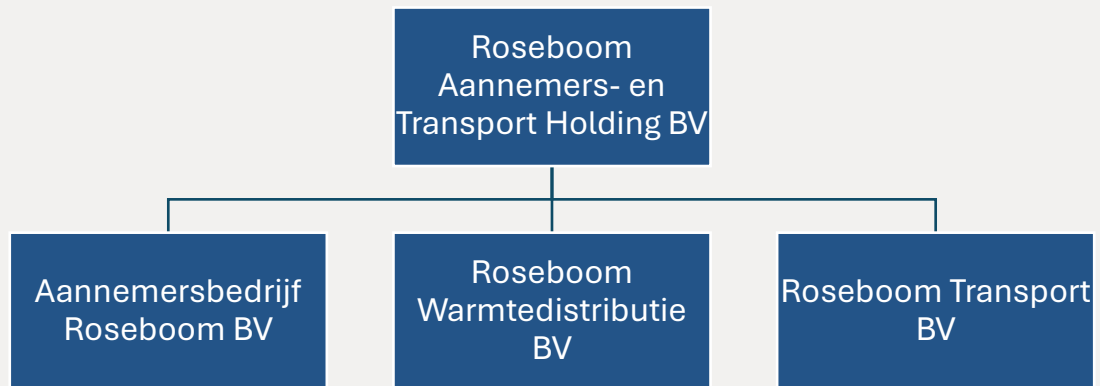 Roseboom
Aannemers- en
Transport Holding BV
Aannemersbedrijf
Roseboom BV
Roseboom
Warmtedistributie
BV
Roseboom Transport
BV